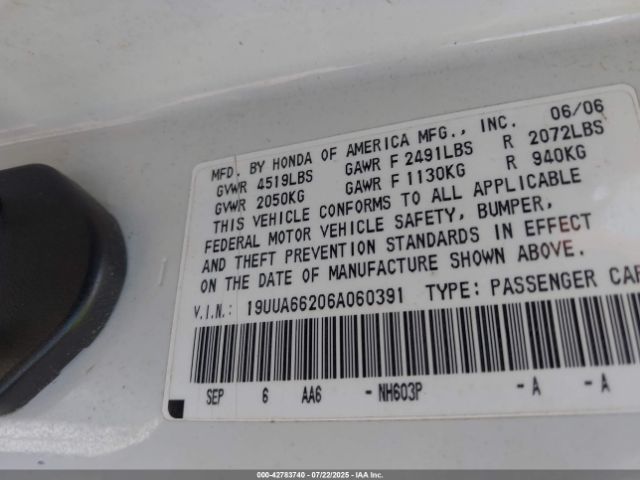 06/06
MFD. BY HONDA OF AMERICA MFG., INC.
GVWR 4519LBS GAWR F 2491LBS R 2072LBS
GVWR 2050KG GAWR F 1130KG R 940KG
THIS VEHICLE CONFORMS TO ALL APPLICABLE
FEDERAL MOTOR VEHICLE SAFETY, BUMPER,
AND THEFT PREVENTION STANDARDS IN EFFECT
ON THE DATE OF MANUFACTURE SHOWN ABOVE.
V.I.N.: 19UUA66206A060391 TYPE: PASSENGER CAR
SEP 6 AA6 -NH603P -A -A
000-42783740 - 07/22/2025 - IAA Inc.